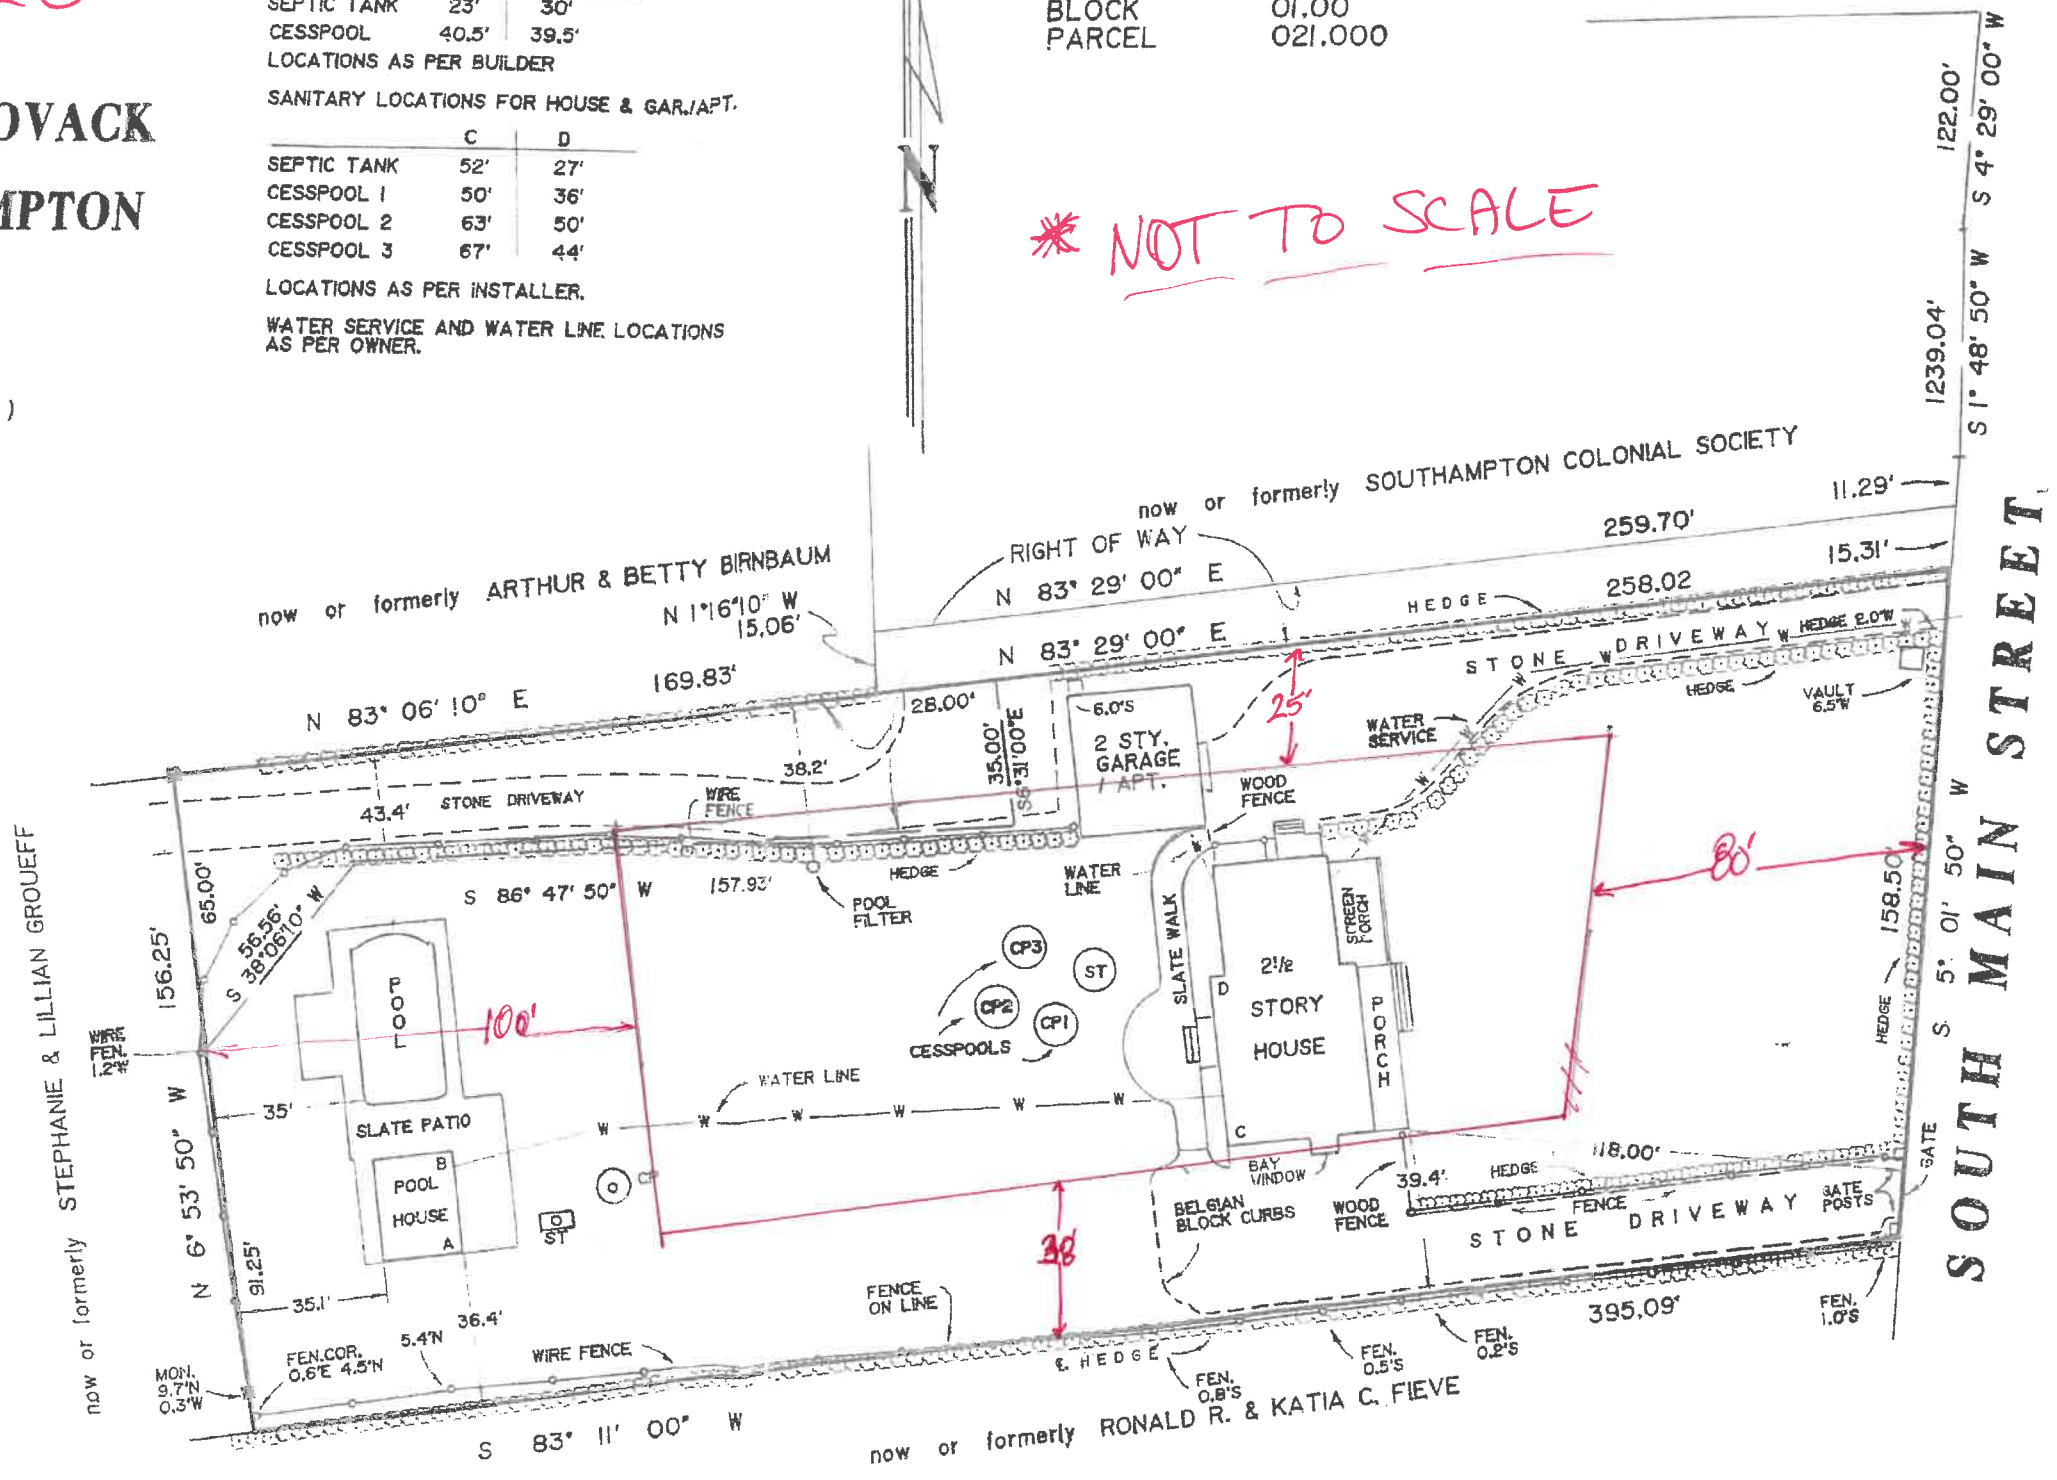 SEPTIC TANK 23' 30'
CESSPOOL 40.5' 39.5'
LOCATIONS AS PER BUILDER
SANITARY LOCATIONS FOR HOUSE & GAR./APT.
C D
SEPTIC TANK 52' 27'
CESSPOOL 1 50' 36'
CESSPOOL 2 63' 50'
CESSPOOL 3 67' 44'
LOCATIONS AS PER INSTALLER.
WATER SERVICE AND WATER LINE LOCATIONS
AS PER OWNER.
OVACK
MPTON
)
N
BLOCK 01.00
PARCEL 021.000
* NOT TO SCALE
122.00'
S 4° 29' 00" W
1239.04'
S 1° 48' 50" W
now or formerly SOUTHAMPTON COLONIAL SOCIETY
11.29'
259.70'
RIGHT OF WAY
15.31'
N 83° 29' 00" E
258.02
HEDGE
now or formerly ARTHUR & BETTY BIRNBAUM
N 1°16'10" W
15.06'
N 83° 29' 00" E
STONE DRIVEWAY
HEDGE 2.0'W
HEDGE
VAULT
6.5'W
169.83'
N 83° 06' 10" E
28.00'
6.0'S
25'
WATER
SERVICE
2 STY.
GARAGE
/ APT.
35.00'
S6°31'00"E
38.2'
WOOD
FENCE
WIRE
FENCE
STONE DRIVEWAY
43.4'
HEDGE
WATER
LINE
S 86° 47' 50" W
157.93'
POOL
FILTER
80'
158.50'
S 5° 01' 50" W
SOUTH MAIN STREET
65.00'
56.56'
S 38°06'10" W
156.25'
now or formerly STEPHANIE & LILLIAN GROUEFF
POOL
CP3
ST
CP2
CP1
CESSPOOLS
SLATE WALK
SCREEN
PORCH
2 1/2
STORY
HOUSE
D
PORCH
HEDGE
100'
WIRE
FEN.
WATER LINE
W W W W W W
35'
SLATE PATIO
B
POOL
HOUSE
A
CP
ST
C
BAY
WINDOW
39.4'
118.00'
HEDGE
GATE
N 6° 53' 50" W
91.25'
BELGIAN
BLOCK CURBS
WOOD
FENCE
FENCE
GATE
POSTS
STONE DRIVEWAY
38'
35.1'
36.4'
FENCE
ON LINE
395.09'
FEN.
1.0'S
5.4'N
FEN.COR.
0.6'E 4.5'N
WIRE FENCE
℄ HEDGE
FEN.
0.2'S
FEN.
0.5'S
FEN.
0.8'S
MON.
9.7'N
0.3'W
S 83° 11' 00" W
now or formerly RONALD R. & KATIA C. FIEVE